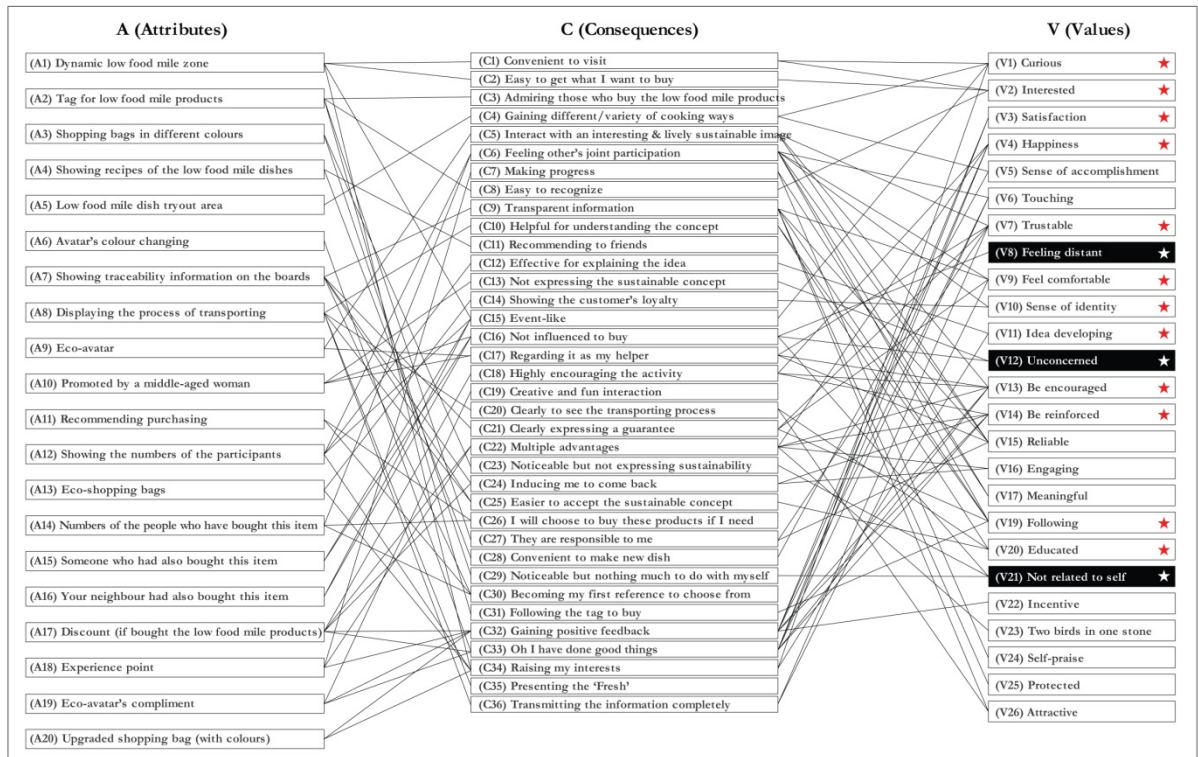 A (Attributes)
(A1) Dynamic low food mile zone
(A2) Tag for low food mile products
(A3) Shopping bags in different colours
(A4) Showing recipes of the low food mile dishes
(A5) Low food mile dish tryout area
(A6) Avatar's colour changing
(A7) Showing traceability information on the boards
(A8) Displaying the process of transporting
(A9) Eco-avatar
(A10) Promoted by a middle-aged woman
(A11) Recommending purchasing
(A12) Showing the numbers of the participants
(A13) Eco-shopping bags
(A14) Numbers of the people who have bought this item
(A15) Someone who had also bought this item
(A16) Your neighbour had also bought this item
(A17) Discount (if bought the low food mile products)
(A18) Experience point
(A19) Eco-avatar's compliment
(A20) Upgraded shopping bag (with colours)
C (Consequences)
(C1) Convenient to visit
(C2) Easy to get what I want to buy
(C3) Admiring those who buy the low food mile products
(C4) Gaining different/variety of cooking ways
(C5) Interact with an interesting & lively sustainable image
(C6) Feeling other's joint participation
(C7) Making progress
(C8) Easy to recognize
(C9) Transparent information
(C10) Helpful for understanding the concept
(C11) Recommending to friends
(C12) Effective for explaining the idea
(C13) Not expressing the sustainable concept
(C14) Showing the customer's loyalty
(C15) Event-like
(C16) Not influenced to buy
(C17) Regarding it as my helper
(C18) Highly encouraging the activity
(C19) Creative and fun interaction
(C20) Clearly to see the transporting process
(C21) Clearly expressing a guarantee
(C22) Multiple advantages
(C23) Noticeable but not expressing sustainability
(C24) Inducing me to come back
(C25) Easier to accept the sustainable concept
(C26) I will choose to buy these products if I need
(C27) They are responsible to me
(C28) Convenient to make new dish
(C29) Noticeable but nothing much to do with myself
(C30) Becoming my first reference to choose from
(C31) Following the tag to buy
(C32) Gaining positive feedback
(C33) Oh I have done good things
(C34) Raising my interests
(C35) Presenting the 'Fresh'
(C36) Transmitting the information completely
V (Values)
(V1) Curious
(V2) Interested
(V3) Satisfaction
(V4) Happiness
(V5) Sense of accomplishment
(V6) Touching
(V7) Trustable
(V8) Feeling distant
(V9) Feel comfortable
(V10) Sense of identity
(V11) Idea developing
(V12) Unconcerned
(V13) Be encouraged
(V14) Be reinforced
(V15) Reliable
(V16) Engaging
(V17) Meaningful
(V19) Following
(V20) Educated
(V21) Not related to self
(V22) Incentive
(V23) Two birds in one stone
(V24) Self-praise
(V25) Protected
(V26) Attractive